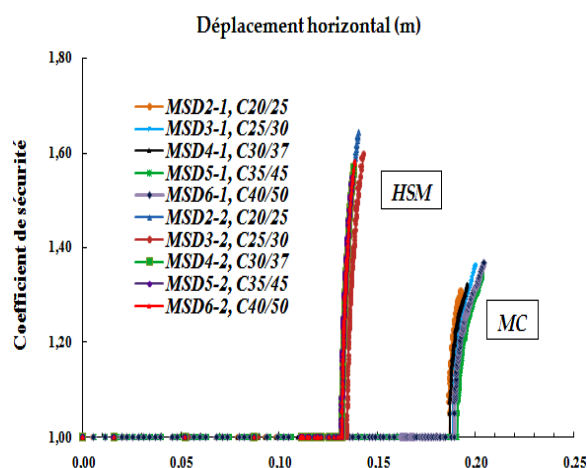 Déplacement horizontal (m)
Coefficient de sécurité
1,80
1,60
1,40
1,20
1,00
MSD2-1, C20/25
MSD3-1, C25/30
MSD4-1, C30/37
MSD5-1, C35/45
MSD6-1, C40/50
MSD2-2, C20/25
MSD3-2, C25/30
MSD4-2, C30/37
MSD5-2, C35/45
MSD6-2, C40/50
HSM
MC
0.00
0.05
0.10
0.15
0.20
0.25